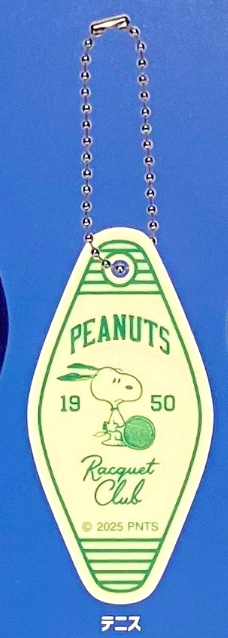 PEANUTS
19 50
Racquet
Club
© 2025 PNTS
テニス